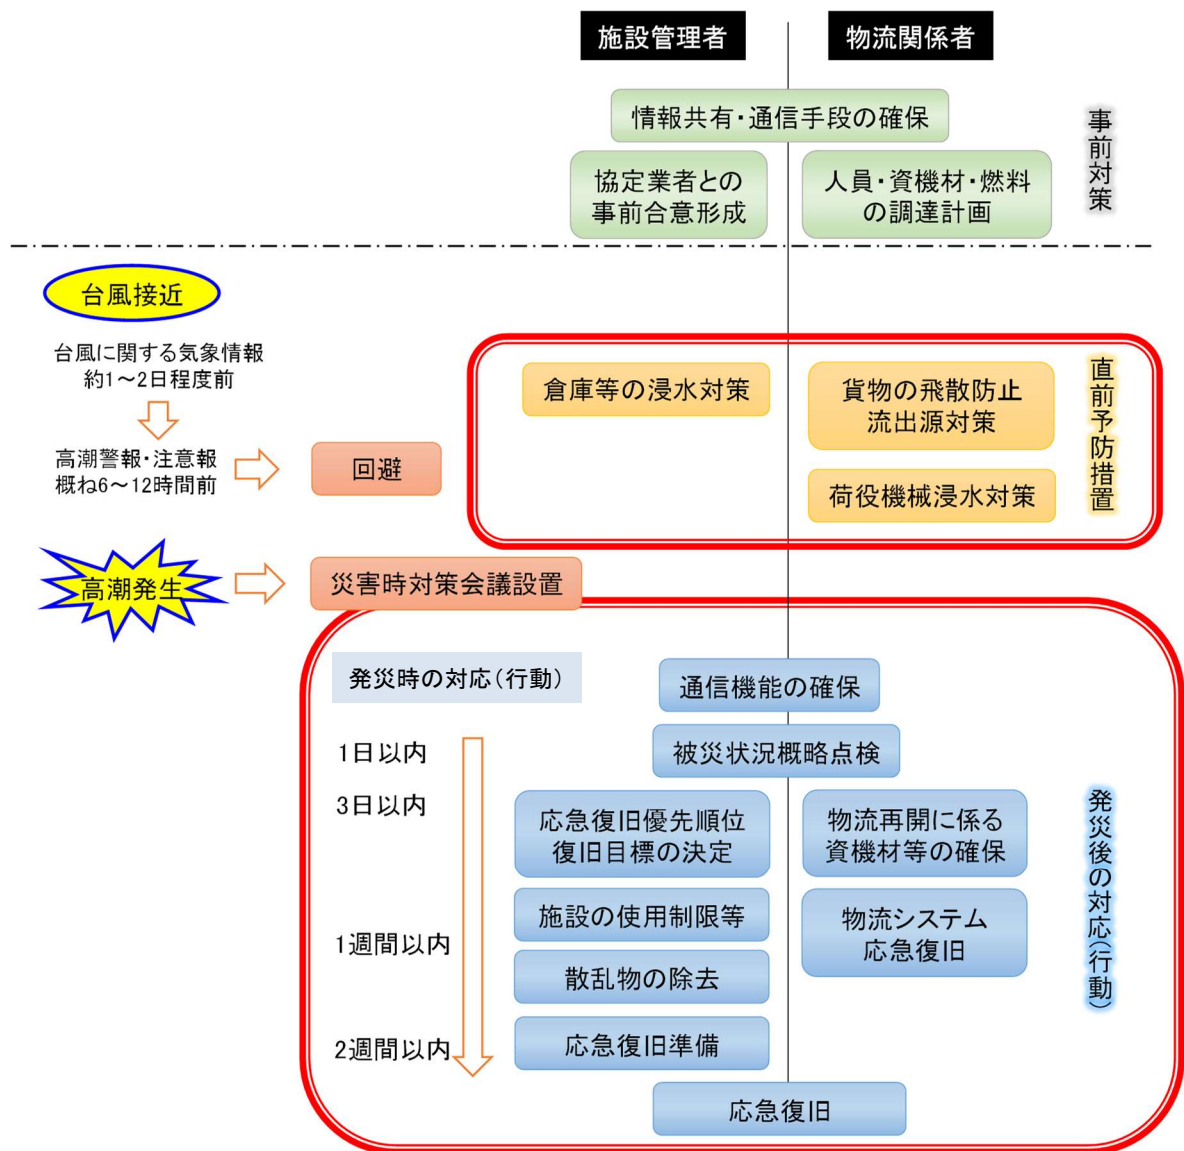 施設管理者
物流関係者
情報共有・通信手段の確保
協定業者との
事前合意形成
人員・資機材・燃料
の調達計画
事前対策
台風接近
台風に関する気象情報
約1～2日程度前
高潮警報・注意報
概ね6～12時間前
回避
倉庫等の浸水対策
貨物の飛散防止
流出源対策
荷役機械浸水対策
直前予防措置
高潮発生
災害時対策会議設置
発災時の対応(行動)
通信機能の確保
1日以内
被災状況概略点検
3日以内
応急復旧優先順位
復旧目標の決定
物流再開に係る
資機材等の確保
施設の使用制限等
物流システム
応急復旧
1週間以内
散乱物の除去
2週間以内
応急復旧準備
応急復旧
発災後の対応(行動)